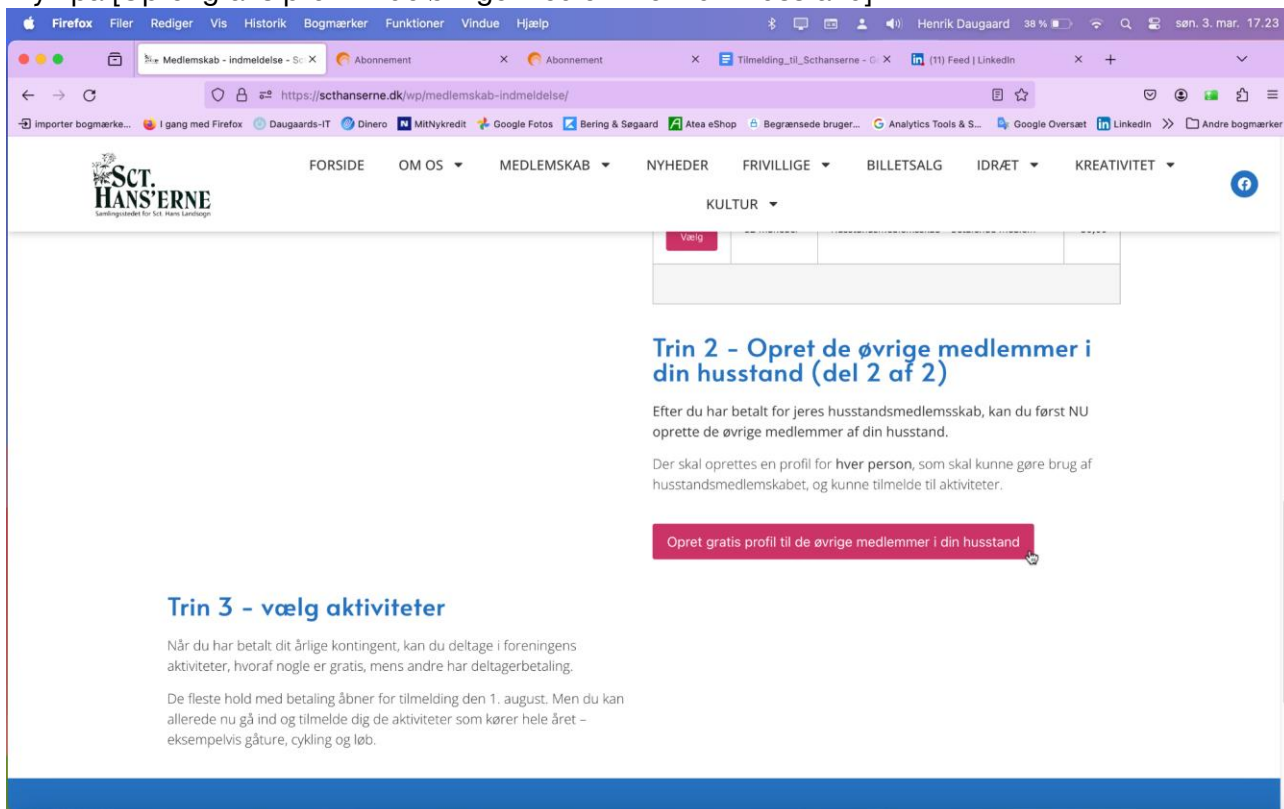 Firefox Filer Rediger Vis Historik Bogmærker Funktioner Vindue Hjælp Henrik Daugaard 38 % søn. 3. mar. 17.23
Medlemskab - indmeldelse - Sc Abonnement Abonnement Tilmelding_til_Scthanserne - G (11) Feed | LinkedIn
https://scthanserne.dk/wp/medlemskab-indmeldelse/
importer bogmærke... I gang med Firefox Daugaards-IT Dinero MitNykredit Google Fotos Bering & Søgaard Atea eShop Begrænsede bruger... Analytics Tools & S... Google Oversæt LinkedIn Andre bogmærker
SCT.
HANS'ERNE
Samlingsstedet for Sct. Hans Landsogn
FORSIDE OM OS MEDLEMSKAB NYHEDER FRIVILLIGE BILLETSALG IDRÆT KREATIVITET
KULTUR
Vælg
Trin 2 – Opret de øvrige medlemmer i
din husstand (del 2 af 2)
Efter du har betalt for jeres husstandsmedlemsskab, kan du først NU
oprette de øvrige medlemmer af din husstand.
Der skal oprettes en profil for hver person, som skal kunne gøre brug af
husstandsmedlemskabet, og kunne tilmelde til aktiviteter.
Opret gratis profil til de øvrige medlemmer i din husstand
Trin 3 – vælg aktiviteter
Når du har betalt dit årlige kontingent, kan du deltage i foreningens
aktiviteter, hvoraf nogle er gratis, mens andre har deltagerbetaling.
De fleste hold med betaling åbner for tilmelding den 1. august. Men du kan
allerede nu gå ind og tilmelde dig de aktiviteter som kører hele året –
eksempelvis gåture, cykling og løb.